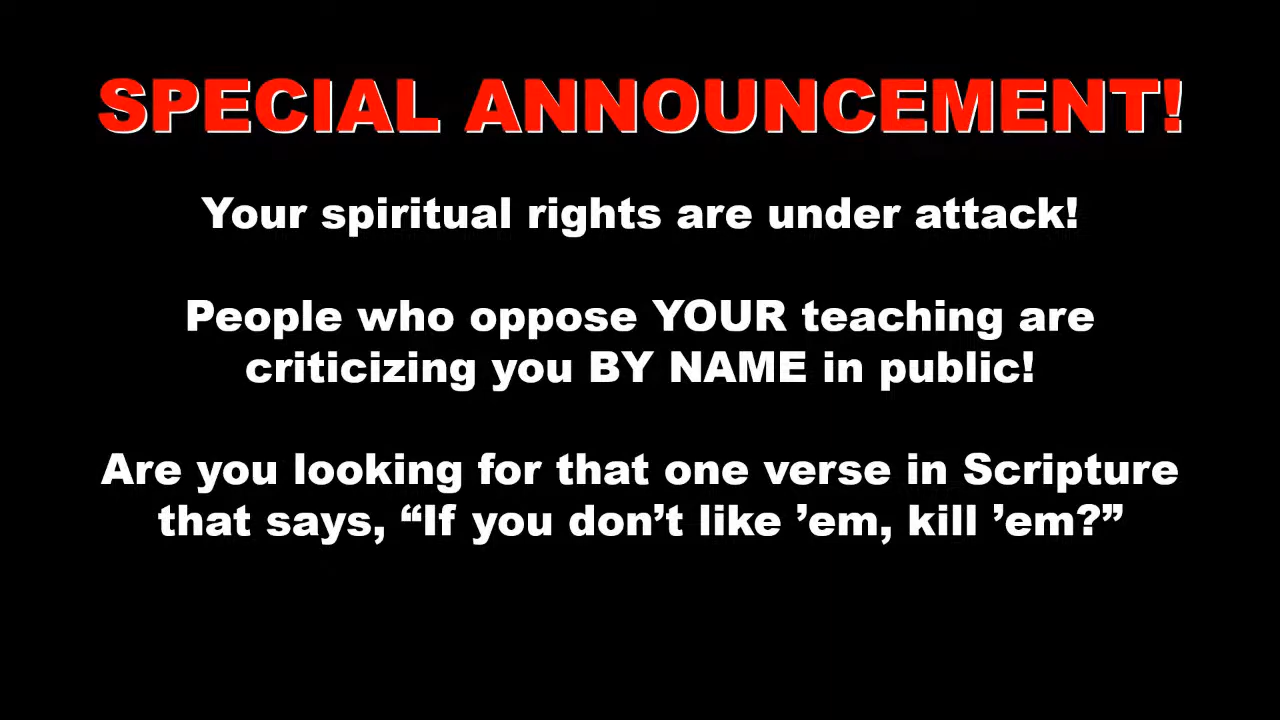 SPECIAL ANNOUNCEMENT!
Your spiritual rights are under attack!
People who oppose YOUR teaching are
criticizing you BY NAME in public!
Are you looking for that one verse in Scripture
that says, “If you don’t like ’em, kill ’em?”